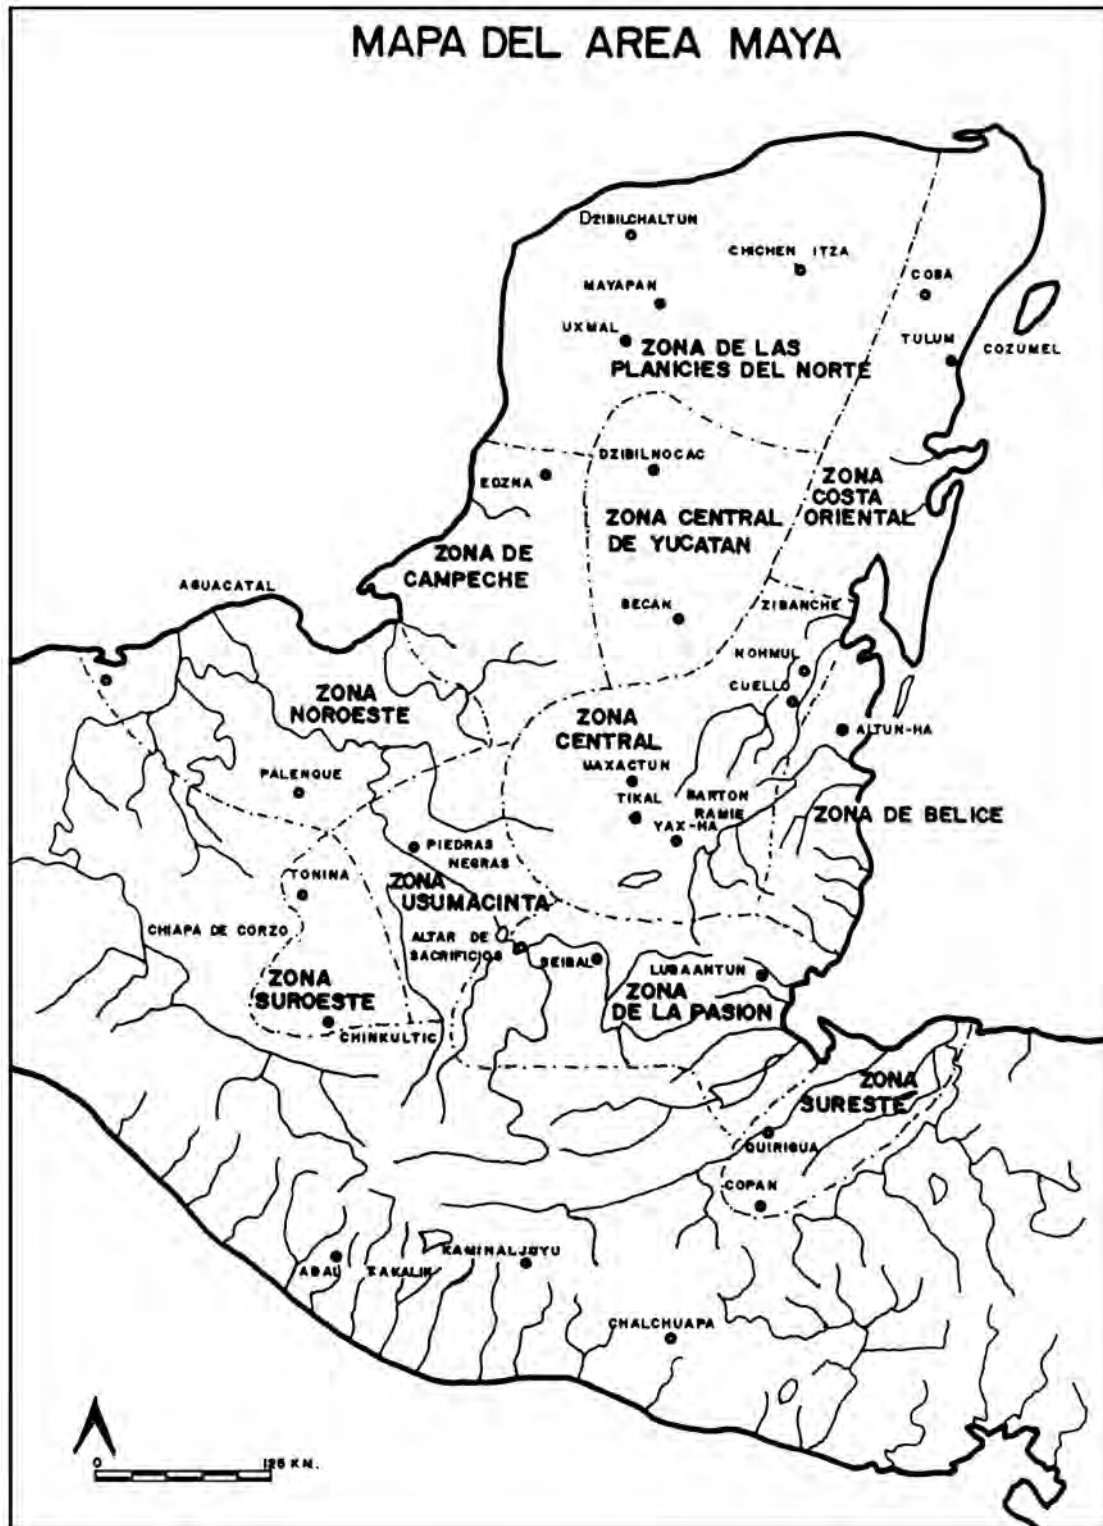 MAPA DEL AREA MAYA
DZIBILCHALTUN
CHICHEN ITZA
COBA
MAYAPAN
UXMAL
TULUM
COZUMEL
ZONA DE LAS
PLANICIES DEL NORTE
DZIBILNOCAC
EDZNA
ZONA
COSTA
ORIENTAL
ZONA CENTRAL
DE YUCATAN
ZONA DE
CAMPECHE
AGUACATAL
BECAN
ZIBANCHE
NOHMUL
CUELLO
ZONA
NOROESTE
ZONA
CENTRAL
ALTUN-HA
UAXACTUN
PALENQUE
TIKAL
BARTON
RAMIE
YAX-HA
ZONA DE BELICE
PIEDRAS
NEGRAS
TONINA
ZONA
USUMACINTA
CHIAPA DE CORZO
ALTAR DE
SACRIFICIOS
SEIBAL
LUBAANTUN
ZONA
SUROESTE
ZONA
DE LA PASION
CHINKULTIC
ZONA
SURESTE
QUIRIGUA
COPAN
KAMINALJOYU
ABAJ TAKALIK
CHALCHUAPA
0 125 KM.